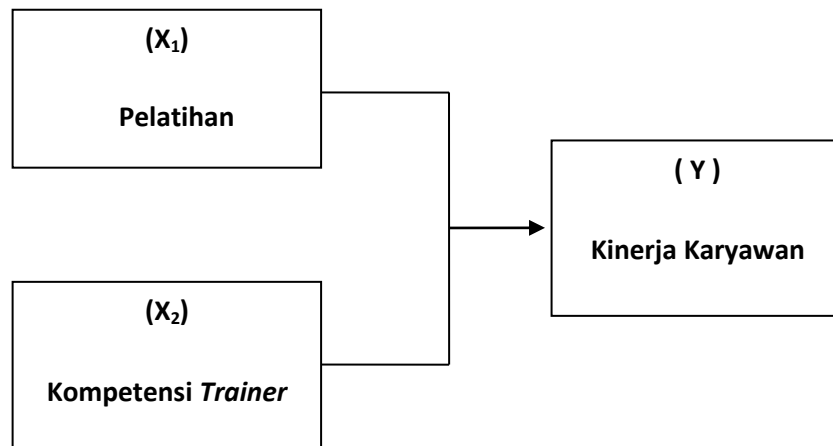 (X₁)
Pelatihan
( Y )
Kinerja Karyawan
(X₂)
Kompetensi Trainer